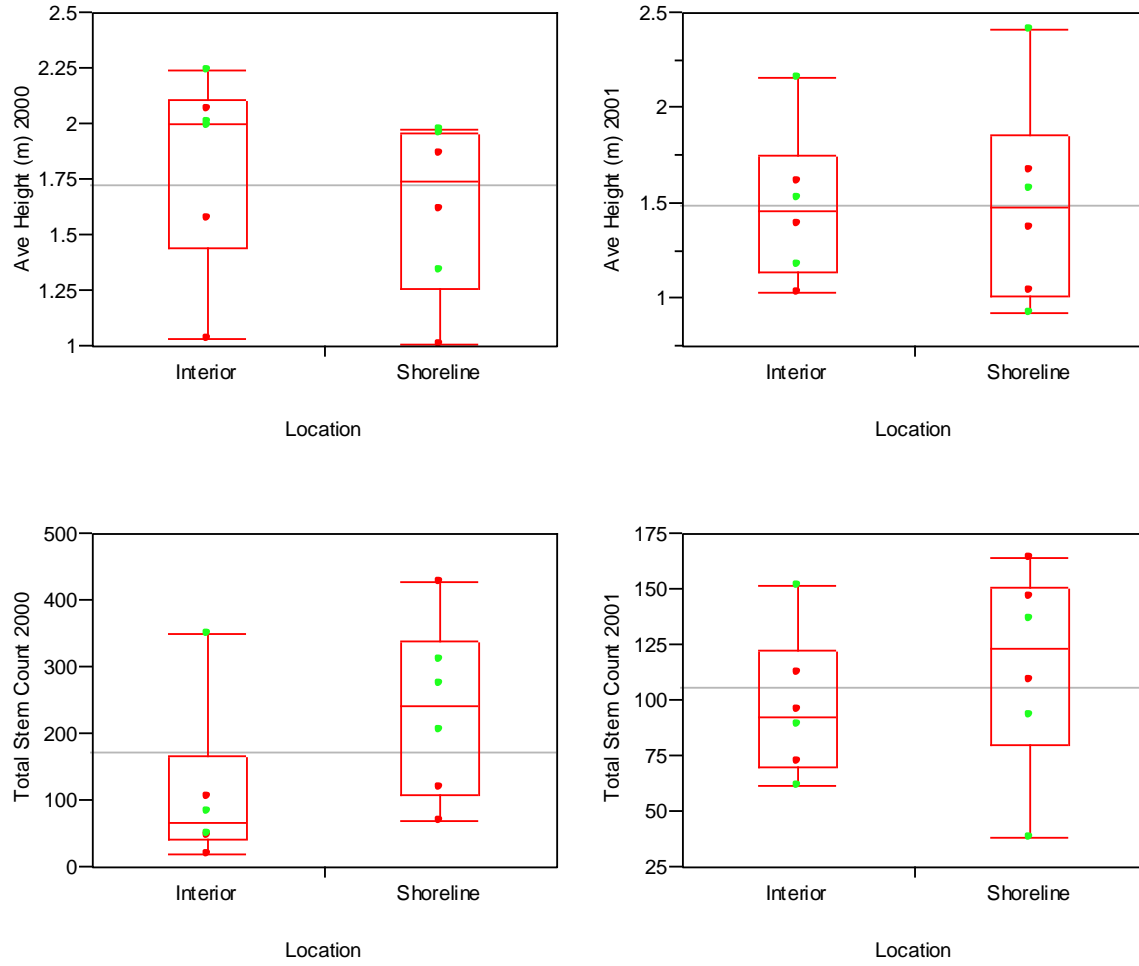 Ave Height (m) 2000
2.5
2.25
2
1.75
1.5
1.25
1
Interior
Shoreline
Location
Ave Height (m) 2001
2.5
2
1.5
1
Interior
Shoreline
Location
Total Stem Count 2000
500
400
300
200
100
0
Interior
Shoreline
Location
Total Stem Count 2001
175
150
125
100
75
50
25
Interior
Shoreline
Location